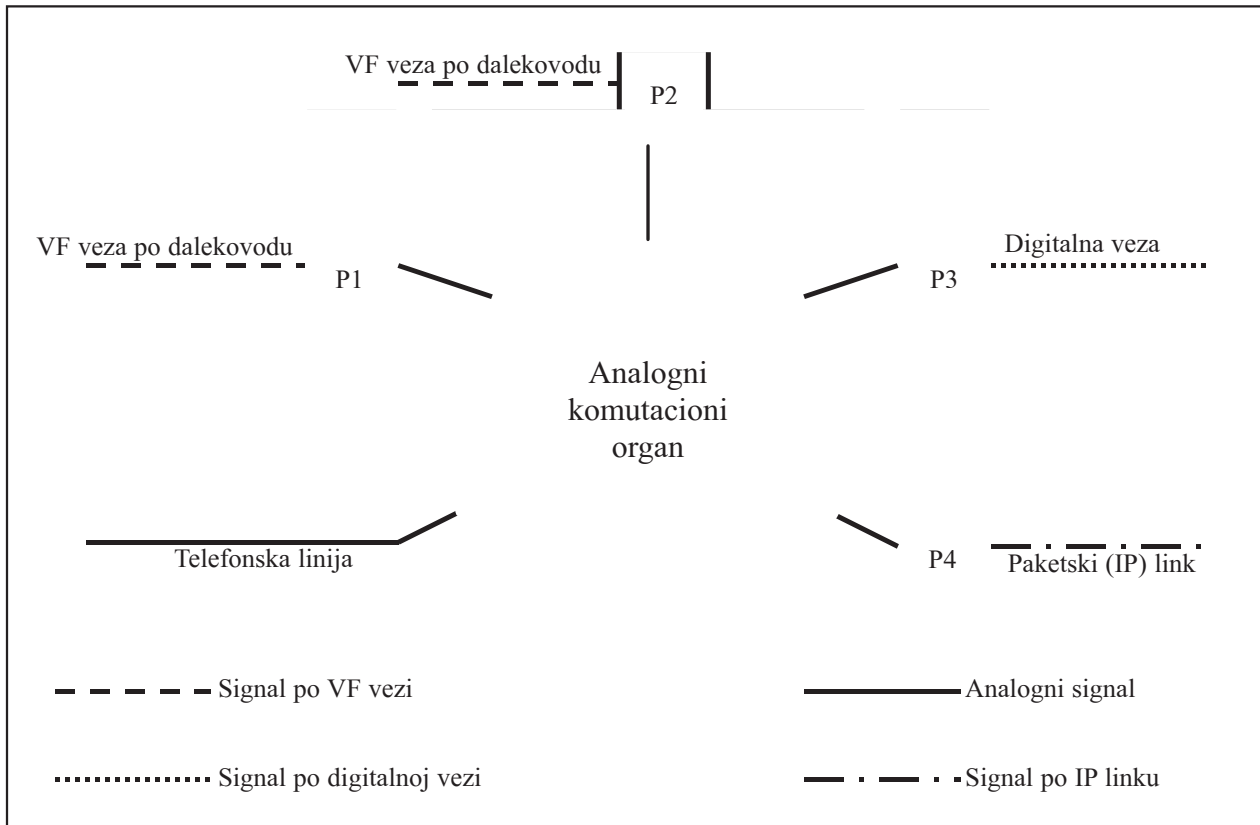 VF veza po dalekovodu
P2
VF veza po dalekovodu
P1
Digitalna veza
P3
Analogni
komutacioni
organ
Telefonska linija
P4
Paketski (IP) link
Signal po VF vezi
Analogni signal
Signal po digitalnoj vezi
Signal po IP linku